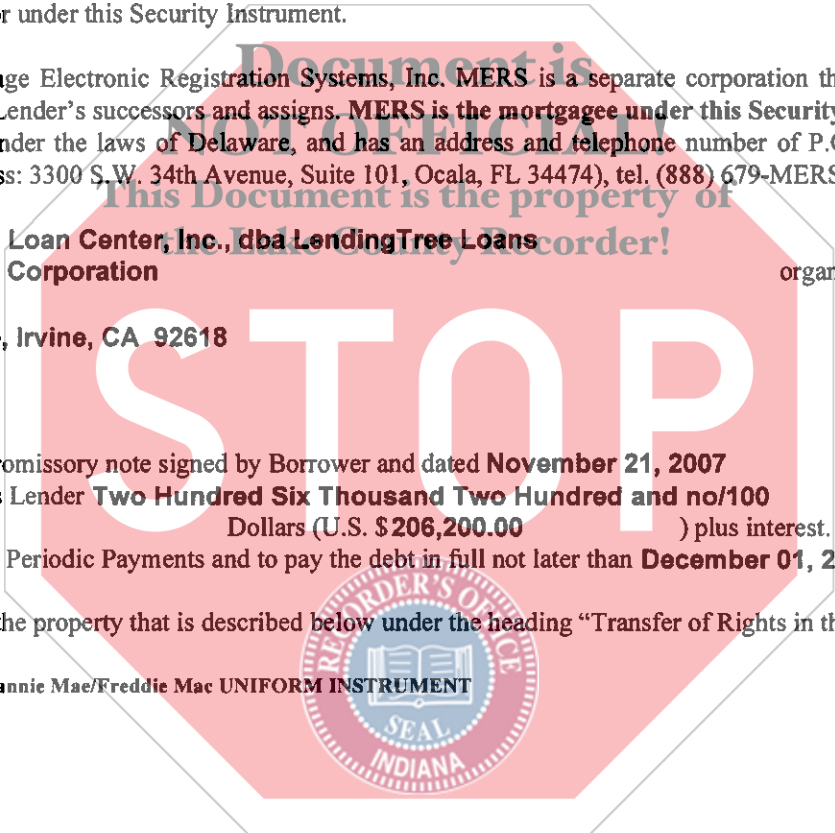 r under this Security Instrument.
Document is
age Electronic Registration Systems, Inc. MERS is a separate corporation th
Lender's successors and assigns. MERS is the mortgagee under this Security
NOT OFFICIAL!
nder the laws of Delaware, and has an address and telephone number of P.O
ss: 3300 S.W. 34th Avenue, Suite 101, Ocala, FL 34474), tel. (888) 679-MERS
This Document is the property of
Loan Center, Inc., dba LendingTree Loans
the Lake County Recorder!
Corporation organ
, Irvine, CA 92618
STOP
omissory note signed by Borrower and dated November 21, 2007
s Lender Two Hundred Six Thousand Two Hundred and no/100
Dollars (U.S. $206,200.00 ) plus interest.
Periodic Payments and to pay the debt in full not later than December 01, 2
RECORDER'S OFFICE
the property that is described below under the heading “Transfer of Rights in th
annie Mae/Freddie Mac UNIFORM INSTRUMENT
SEAL
INDIANA